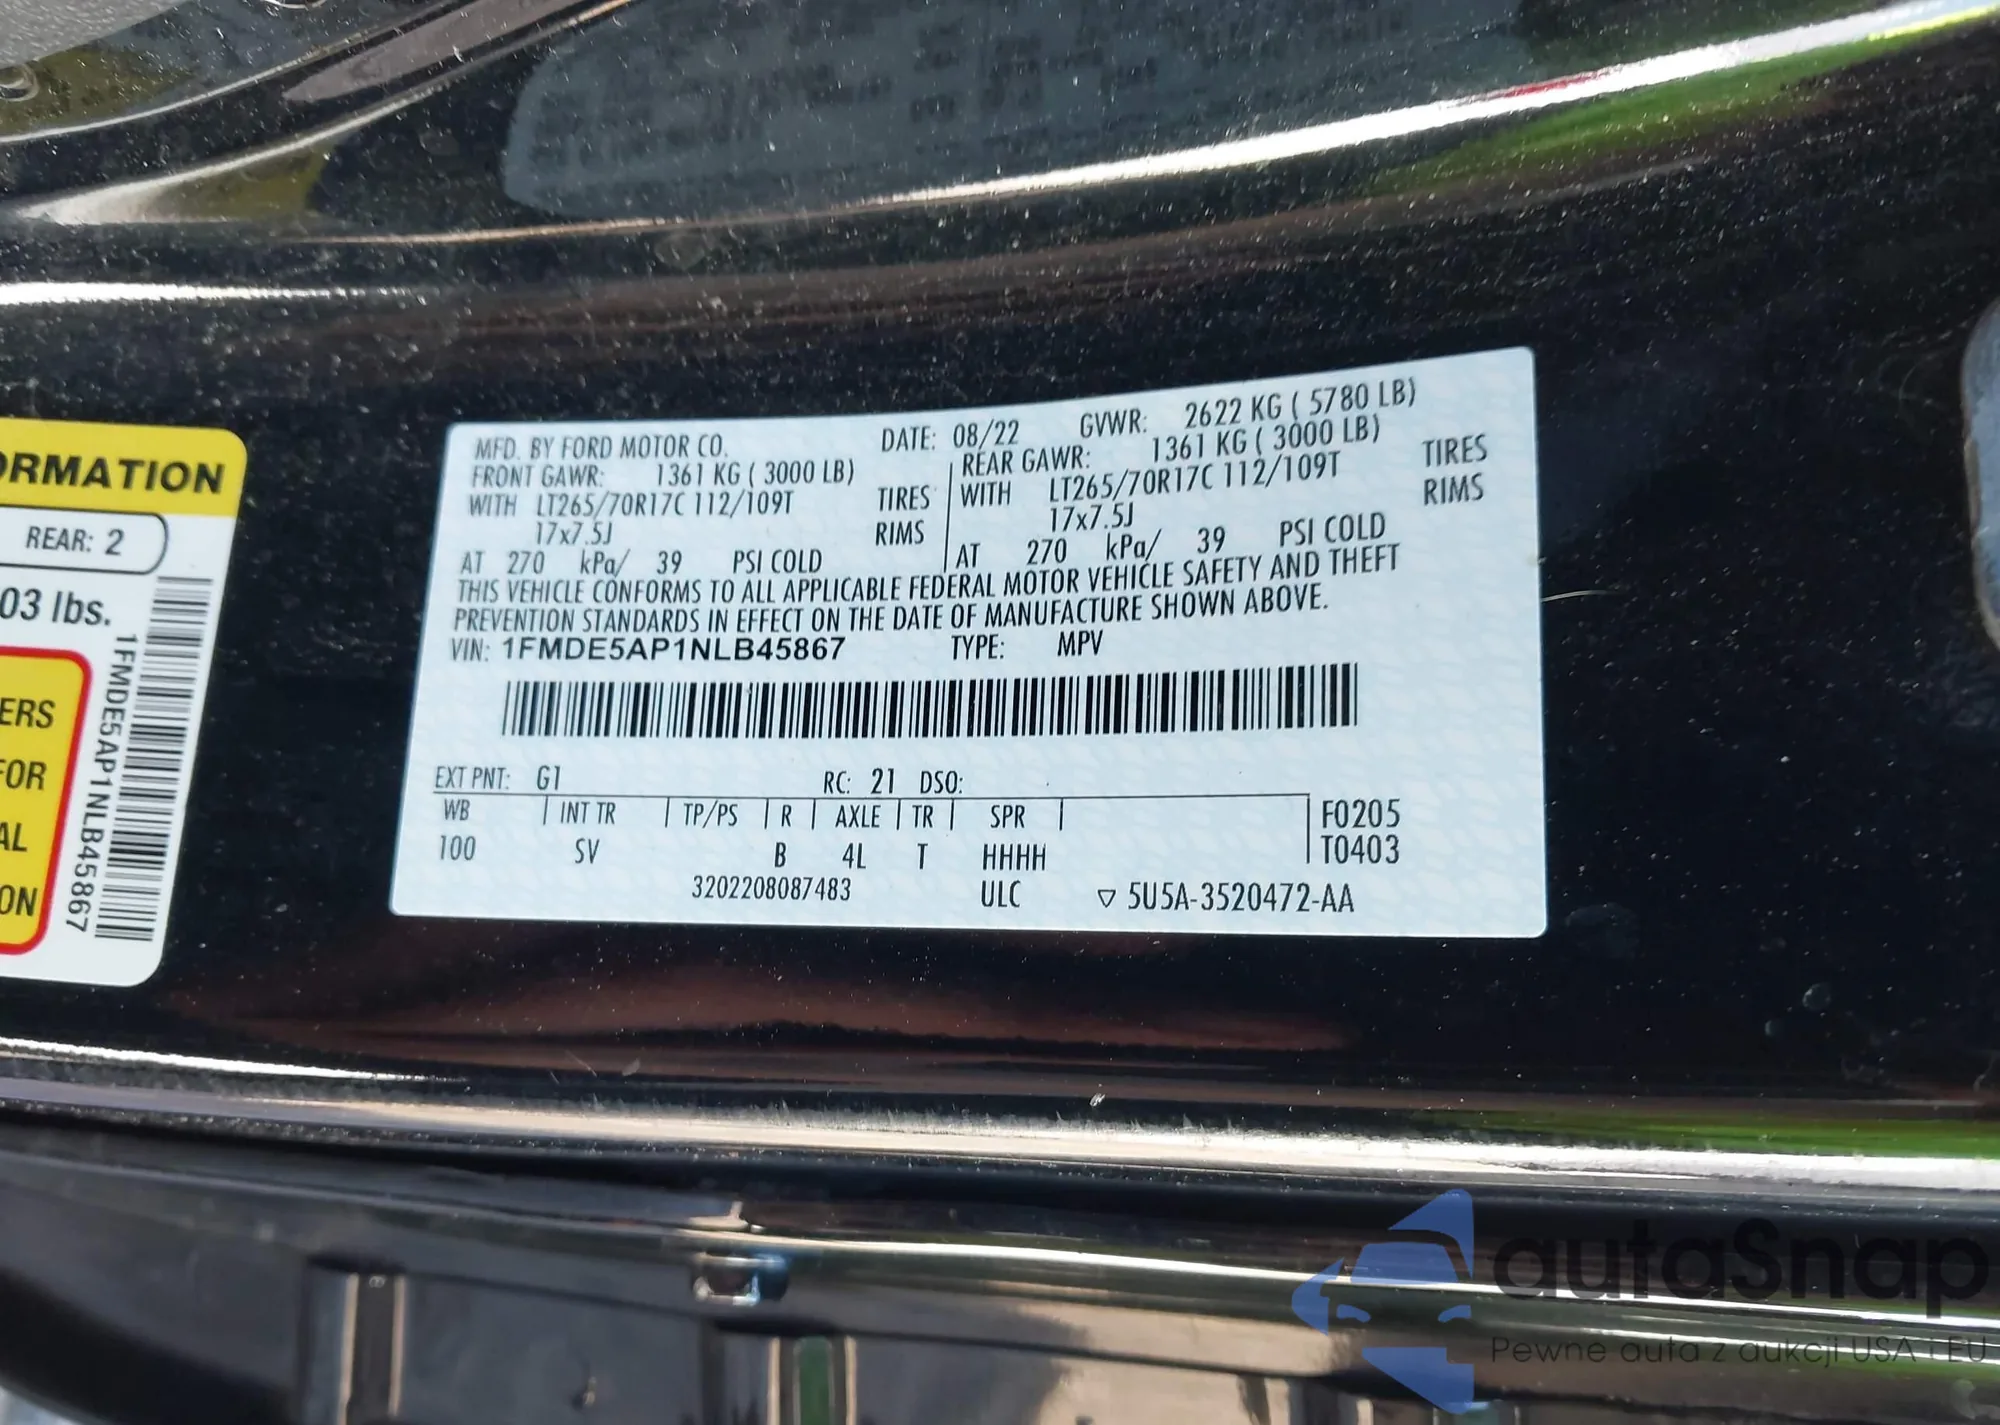 ORMATION
REAR: 2
03 lbs.
ERS
FOR
AL
ON
1FMDE5AP1NLB45867
MFD. BY FORD MOTOR CO. DATE: 08/22 GVWR: 2622 KG ( 5780 LB)
FRONT GAWR: 1361 KG ( 3000 LB) REAR GAWR: 1361 KG ( 3000 LB)
WITH LT265/70R17C 112/109T TIRES WITH LT265/70R17C 112/109T TIRES
17x7.5J RIMS 17x7.5J RIMS
AT 270 kPa/ 39 PSI COLD AT 270 kPa/ 39 PSI COLD
THIS VEHICLE CONFORMS TO ALL APPLICABLE FEDERAL MOTOR VEHICLE SAFETY AND THEFT
PREVENTION STANDARDS IN EFFECT ON THE DATE OF MANUFACTURE SHOWN ABOVE.
VIN: 1FMDE5AP1NLB45867 TYPE: MPV
EXT PNT: G1 RC: 21 DSO:
WB INT TR TP/PS R AXLE TR SPR F0205
100 SV B 4L T HHHH T0403
3202208087483 ULC ▽ 5U5A-3520472-AA
autaSnap
Pewne auta z aukcji USA i EU